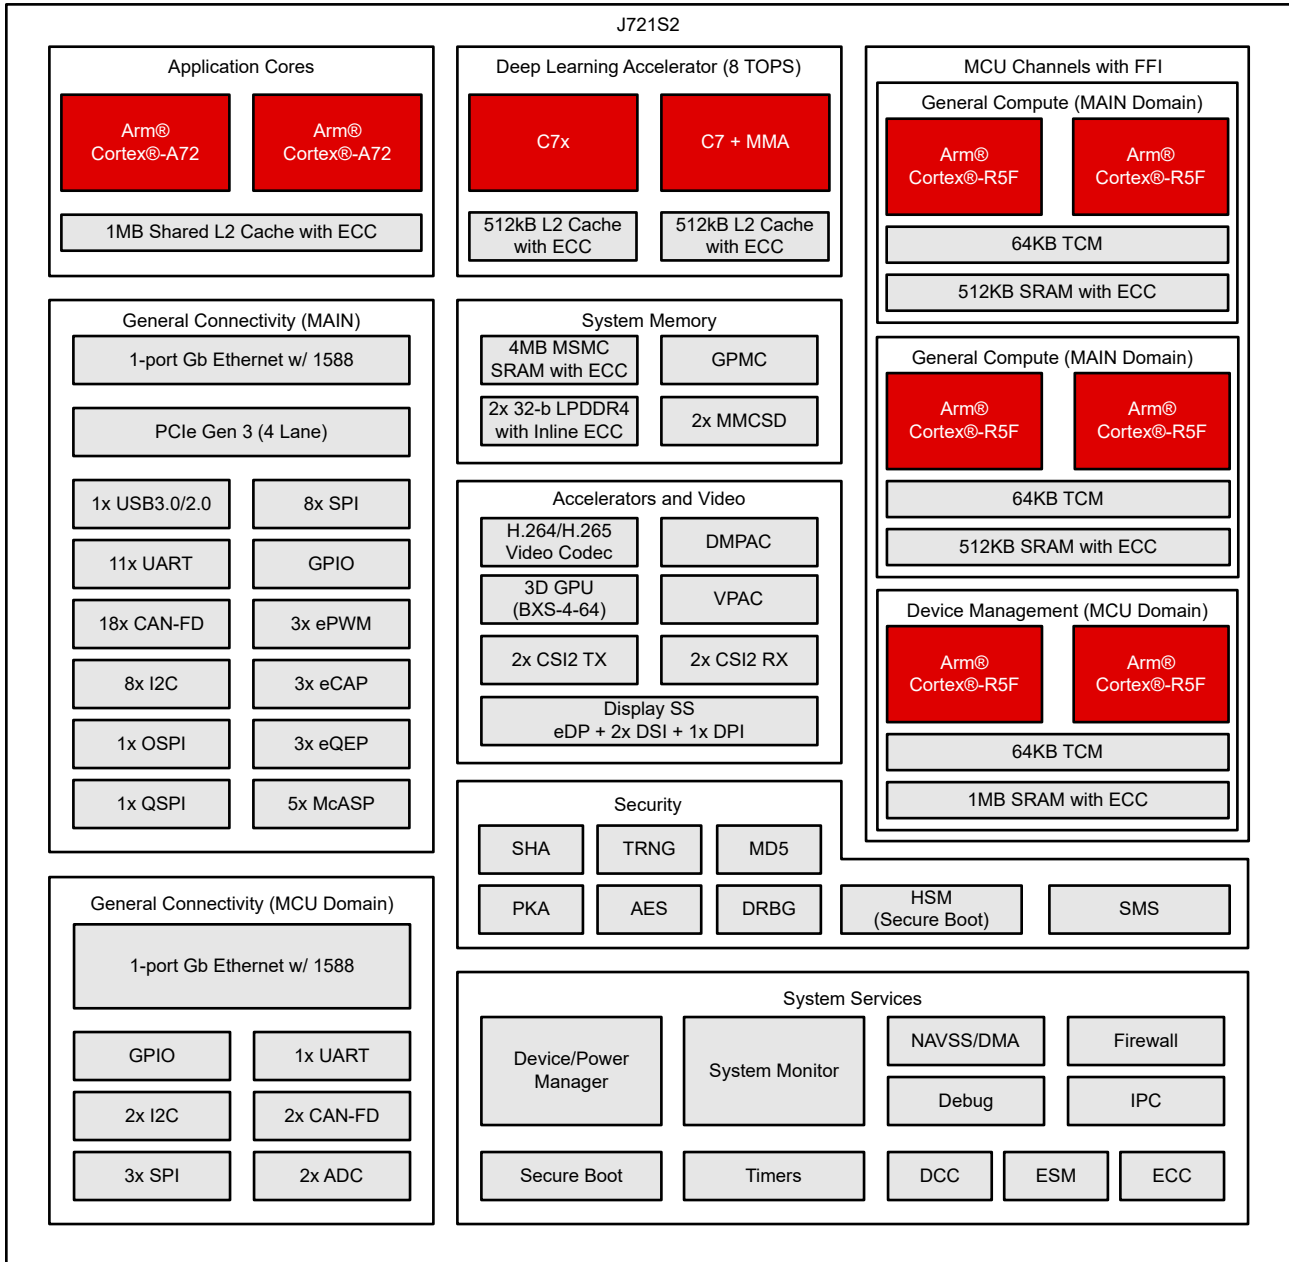 J721S2
Application Cores
Arm®
Cortex®-A72
Arm®
Cortex®-A72
1MB Shared L2 Cache with ECC
Deep Learning Accelerator (8 TOPS)
C7x
C7 + MMA
512kB L2 Cache
with ECC
512kB L2 Cache
with ECC
MCU Channels with FFI
General Compute (MAIN Domain)
Arm®
Cortex®-R5F
Arm®
Cortex®-R5F
64KB TCM
512KB SRAM with ECC
General Compute (MAIN Domain)
Arm®
Cortex®-R5F
Arm®
Cortex®-R5F
64KB TCM
512KB SRAM with ECC
Device Management (MCU Domain)
Arm®
Cortex®-R5F
Arm®
Cortex®-R5F
64KB TCM
1MB SRAM with ECC
General Connectivity (MAIN)
1-port Gb Ethernet w/ 1588
PCIe Gen 3 (4 Lane)
1x USB3.0/2.0
8x SPI
11x UART
GPIO
18x CAN-FD
3x ePWM
8x I2C
3x eCAP
1x OSPI
3x eQEP
1x QSPI
5x McASP
System Memory
4MB MSMC
SRAM with ECC
GPMC
2x 32-b LPDDR4
with Inline ECC
2x MMCSD
Accelerators and Video
H.264/H.265
Video Codec
DMPAC
3D GPU
(BXS-4-64)
VPAC
2x CSI2 TX
2x CSI2 RX
Display SS
eDP + 2x DSI + 1x DPI
Security
SHA
TRNG
MD5
PKA
AES
DRBG
HSM
(Secure Boot)
SMS
General Connectivity (MCU Domain)
1-port Gb Ethernet w/ 1588
GPIO
1x UART
2x I2C
2x CAN-FD
3x SPI
2x ADC
System Services
Device/Power
Manager
System Monitor
NAVSS/DMA
Firewall
Debug
IPC
Secure Boot
Timers
DCC
ESM
ECC